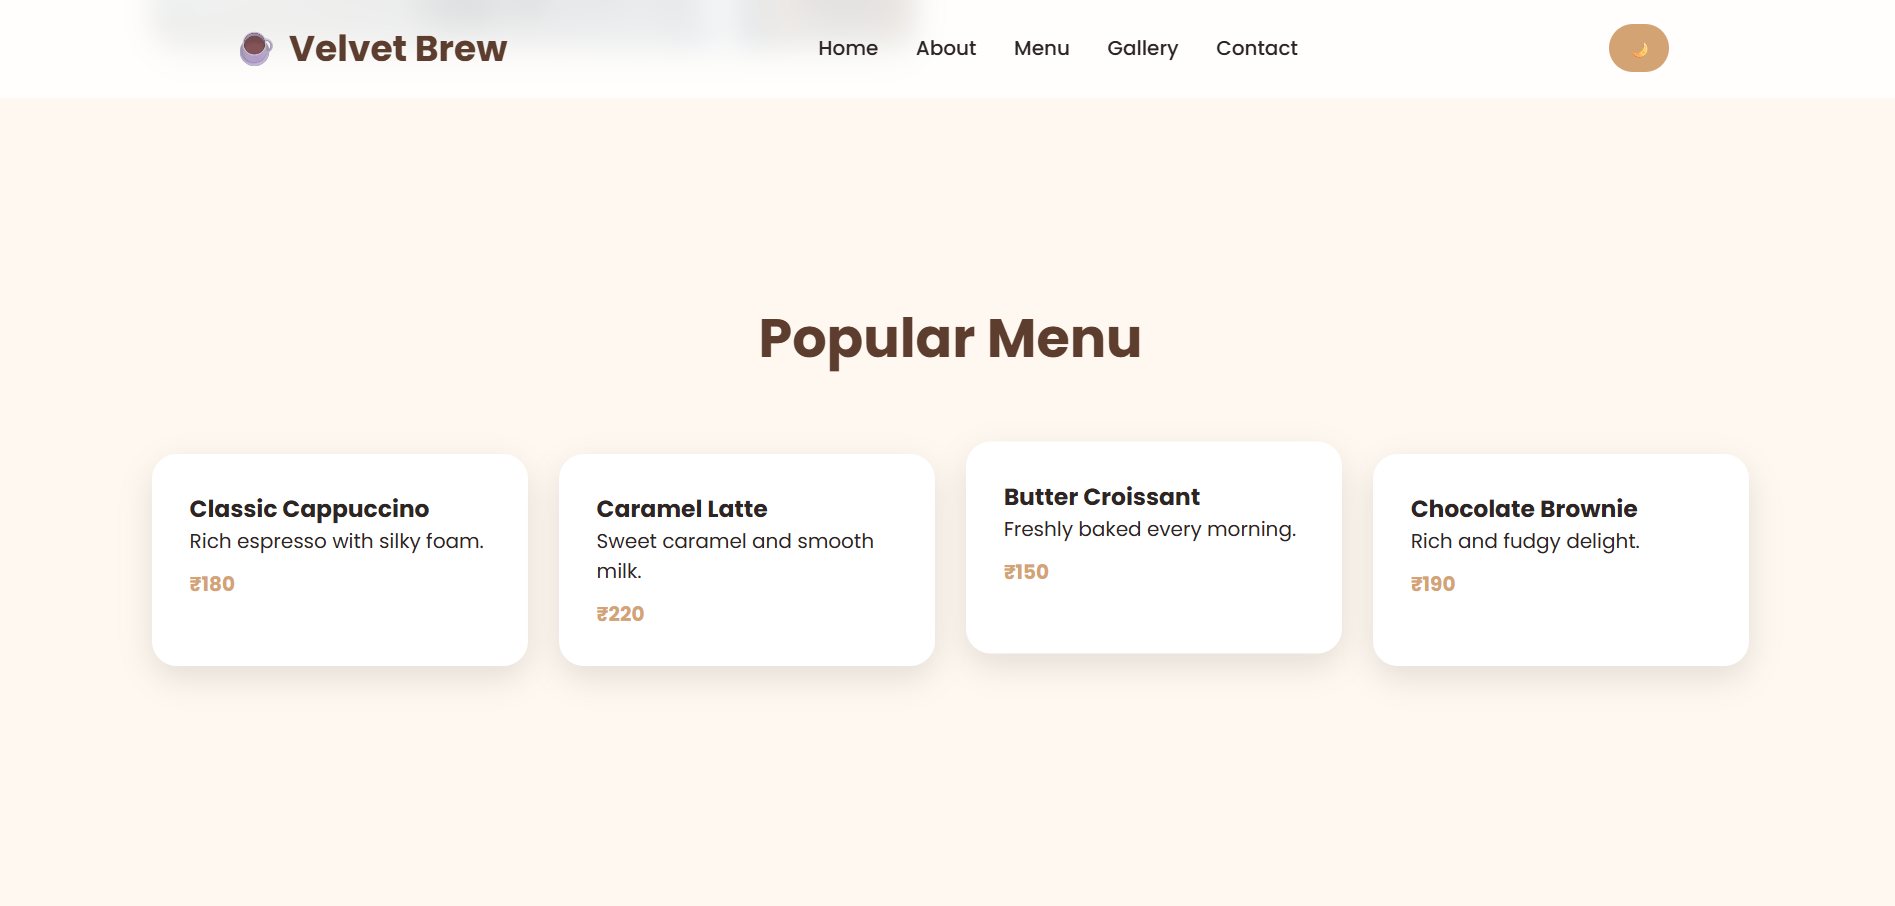 Velvet Brew
Home About Menu Gallery Contact
Popular Menu
Classic Cappuccino
Rich espresso with silky foam.
₹180
Caramel Latte
Sweet caramel and smooth
milk.
₹220
Butter Croissant
Freshly baked every morning.
₹150
Chocolate Brownie
Rich and fudgy delight.
₹190